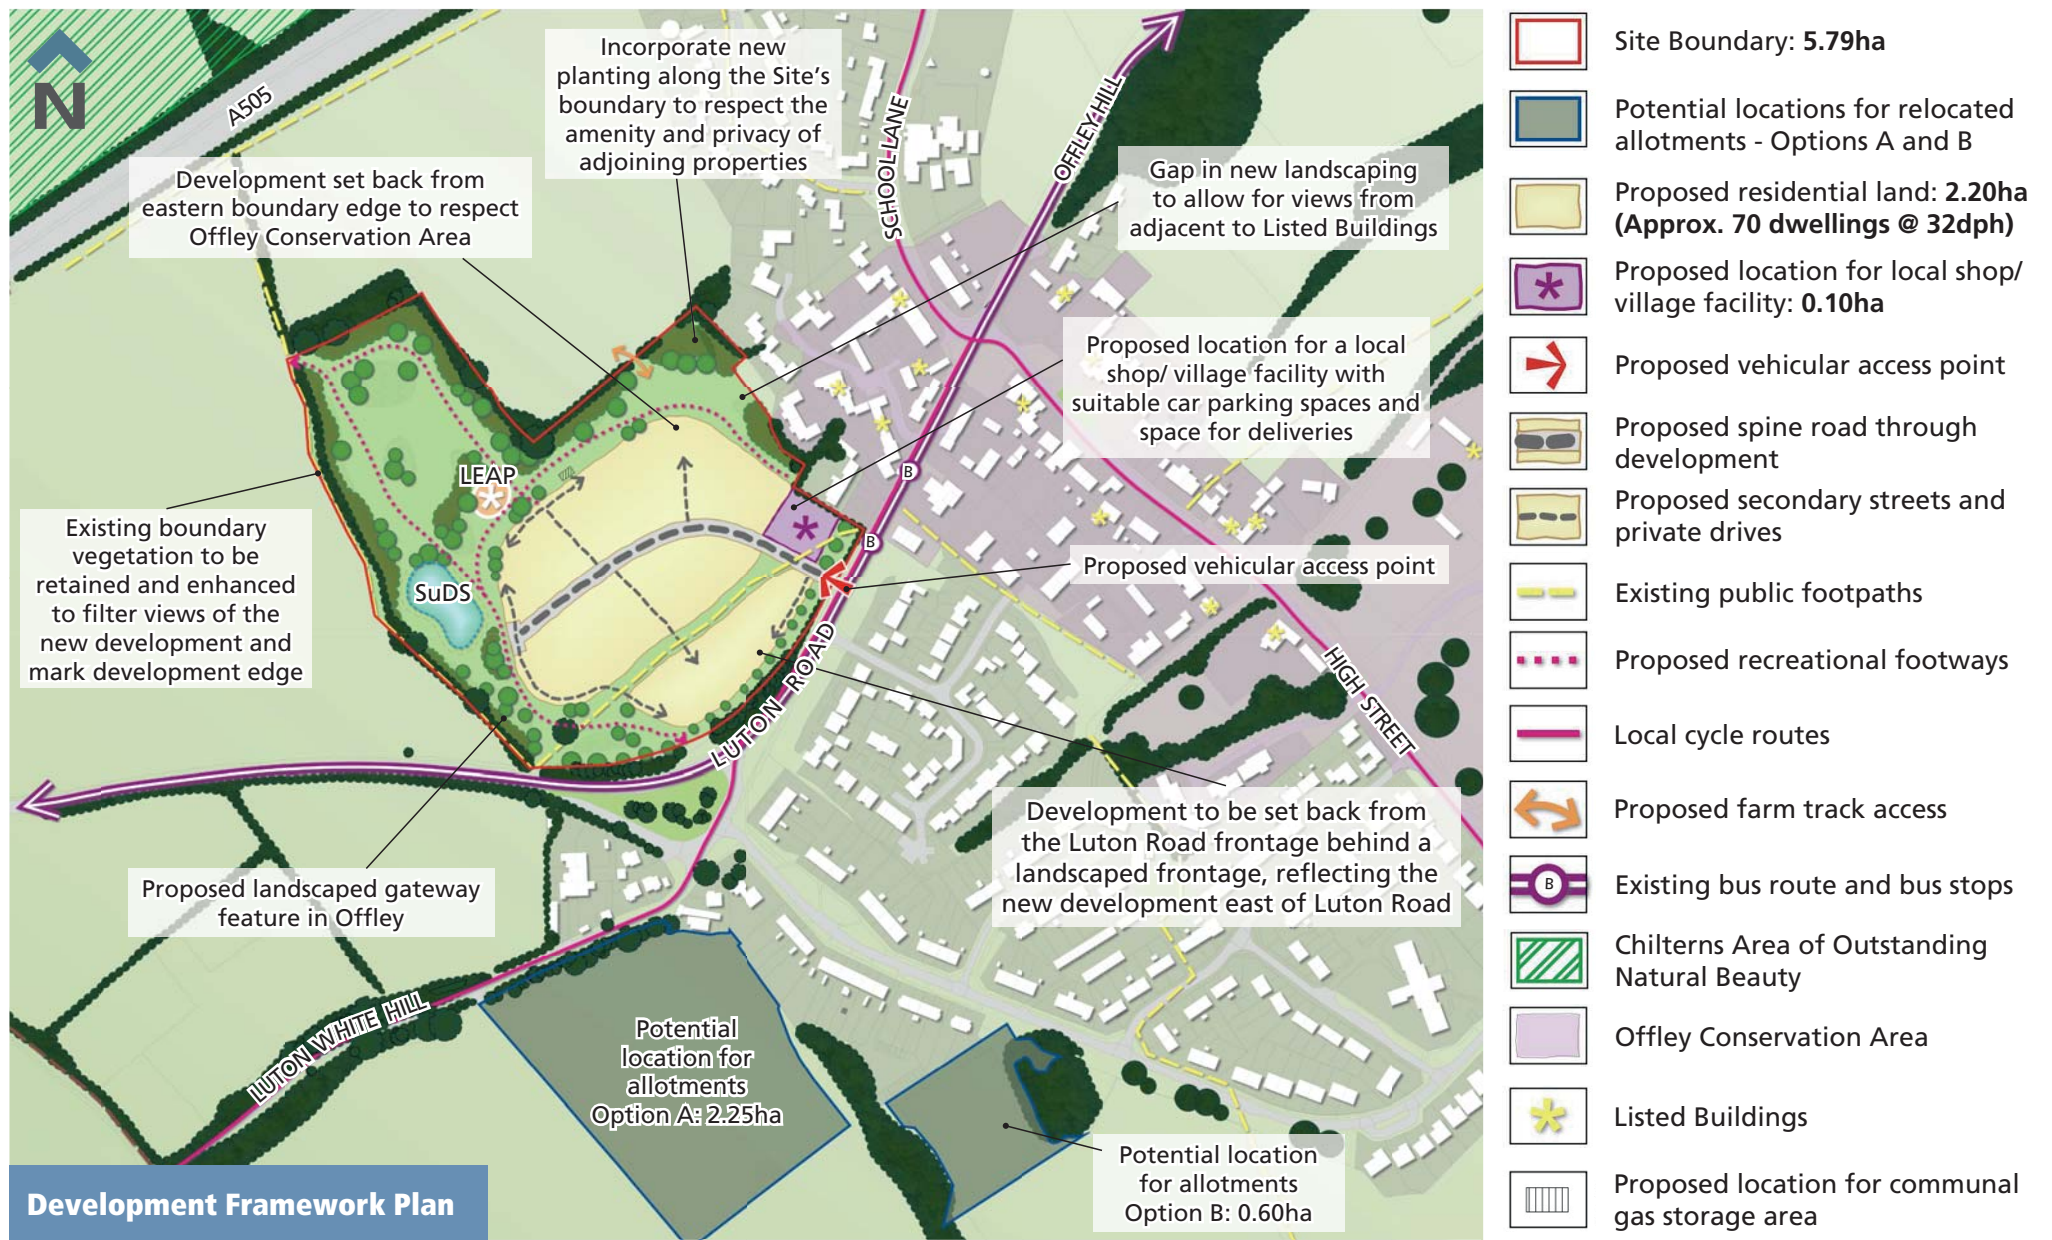 N
A505
Incorporate new
planting along the Site's
boundary to respect the
amenity and privacy of
adjoining properties
Development set back from
eastern boundary edge to respect
Offley Conservation Area
SCHOOL LANE
OFFLEY HILL
Gap in new landscaping
to allow for views from
adjacent to Listed Buildings
Proposed location for a local
shop/ village facility with
suitable car parking spaces and
space for deliveries
LEAP
B
B
Existing boundary
vegetation to be
retained and enhanced
to filter views of the
new development and
mark development edge
SuDS
Proposed vehicular access point
LUTON ROAD
HIGH STREET
Development to be set back from
the Luton Road frontage behind a
landscaped frontage, reflecting the
new development east of Luton Road
Proposed landscaped gateway
feature in Offley
LUTON WHITE HILL
Potential
location for
allotments
Option A: 2.25ha
Potential location
for allotments
Option B: 0.60ha
Development Framework Plan
Site Boundary: 5.79ha
Potential locations for relocated
allotments - Options A and B
Proposed residential land: 2.20ha
(Approx. 70 dwellings @ 32dph)
Proposed location for local shop/
village facility: 0.10ha
Proposed vehicular access point
Proposed spine road through
development
Proposed secondary streets and
private drives
Existing public footpaths
Proposed recreational footways
Local cycle routes
Proposed farm track access
B
Existing bus route and bus stops
Chilterns Area of Outstanding
Natural Beauty
Offley Conservation Area
Listed Buildings
Proposed location for communal
gas storage area